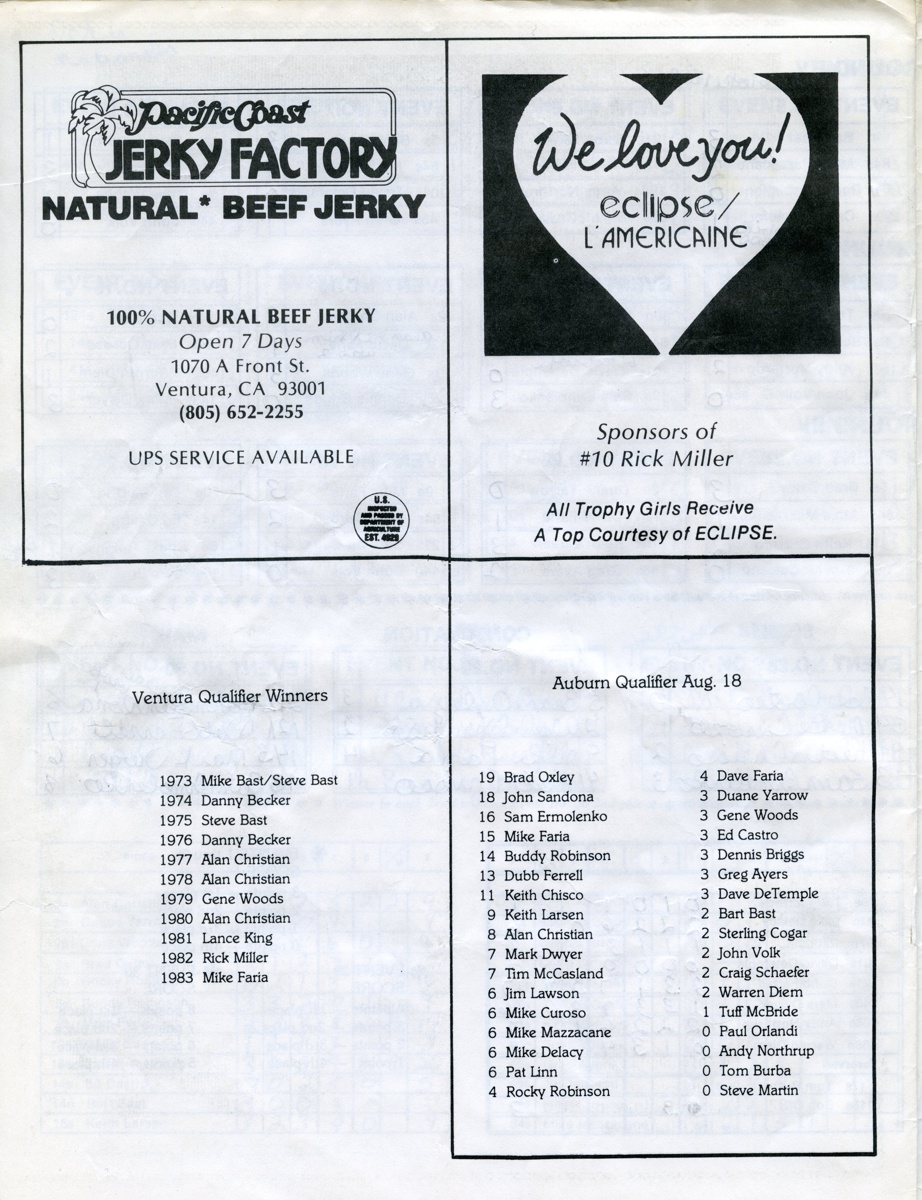 Pacific Coast
JERKY FACTORY
NATURAL* BEEF JERKY
100% NATURAL BEEF JERKY
Open 7 Days
1070 A Front St.
Ventura, CA 93001
(805) 652-2255
UPS SERVICE AVAILABLE
U.S.
INSPECTED
AND PASSED BY
DEPARTMENT OF
AGRICULTURE
We love you!
eclipse/
L'AMERICAINE
Sponsors of
#10 Rick Miller
All Trophy Girls Receive
A Top Courtesy of ECLIPSE.
Ventura Qualifier Winners
1973 Mike Bast/Steve Bast
1974 Danny Becker
1975 Steve Bast
1976 Danny Becker
1977 Alan Christian
1978 Alan Christian
1979 Gene Woods
1980 Alan Christian
1981 Lance King
1982 Rick Miller
1983 Mike Faria
Auburn Qualifier Aug. 18
19 Brad Oxley
18 John Sandona
16 Sam Ermolenko
15 Mike Faria
14 Buddy Robinson
13 Dubb Ferrell
11 Keith Chisco
9 Keith Larsen
8 Alan Christian
7 Mark Dwyer
7 Tim McCasland
6 Jim Lawson
6 Mike Curoso
6 Mike Mazzacane
6 Mike Delacy
6 Pat Linn
4 Rocky Robinson
4 Dave Faria
3 Duane Yarrow
3 Gene Woods
3 Ed Castro
3 Dennis Briggs
3 Greg Ayers
3 Dave DeTemple
2 Bart Bast
2 Sterling Cogar
2 John Volk
2 Craig Schaefer
2 Warren Diem
1 Tuff McBride
0 Paul Orlandi
0 Andy Northrup
0 Tom Burba
0 Steve Martin